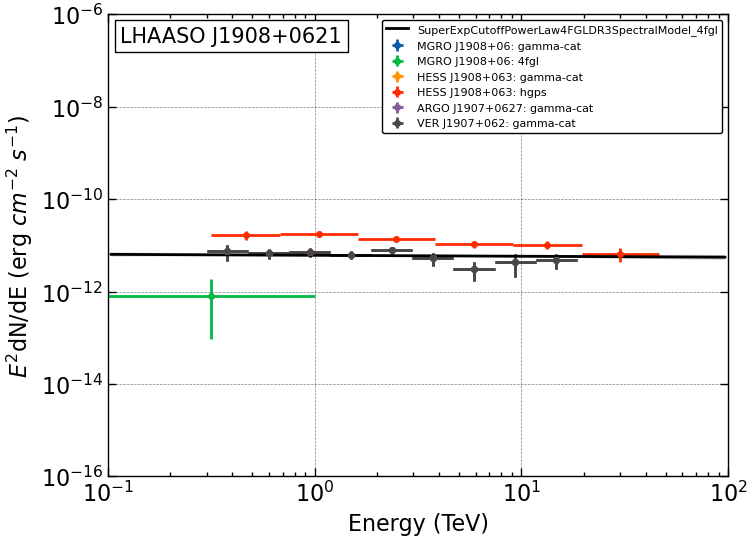 LHAASO J1908+0621
SuperExpCutoffPowerLaw4FGLDR3SpectralModel_4fgl
MGRO J1908+06: gamma-cat
MGRO J1908+06: 4fgl
HESS J1908+063: gamma-cat
HESS J1908+063: hgps
ARGO J1907+0627: gamma-cat
VER J1907+062: gamma-cat
E²dN/dE (erg cm⁻² s⁻¹)
10⁻⁶
10⁻⁸
10⁻¹⁰
10⁻¹²
10⁻¹⁴
10⁻¹⁶
10⁻¹ 10⁰ 10¹ 10²
Energy (TeV)